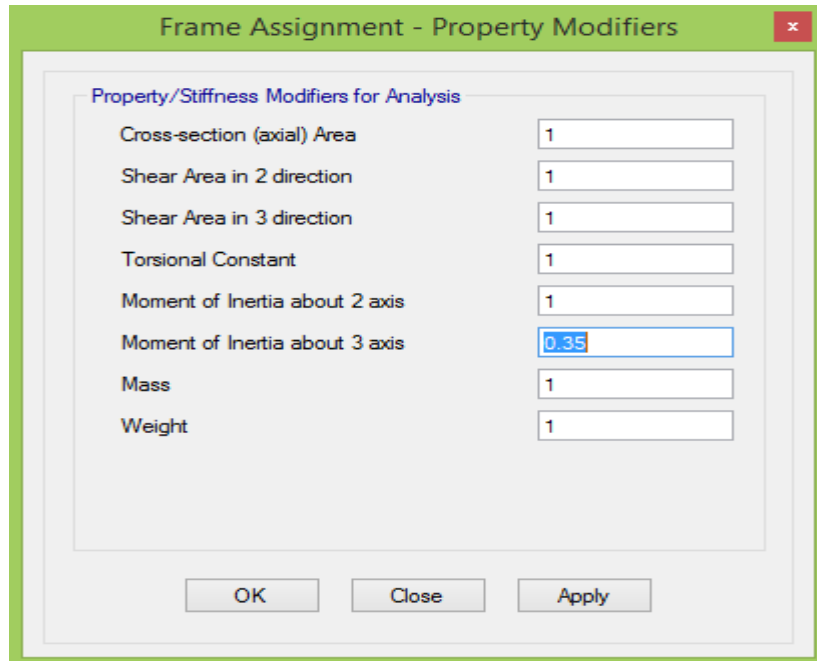 Frame Assignment - Property Modifiers
x
Property/Stiffness Modifiers for Analysis
Cross-section (axial) Area 1
Shear Area in 2 direction 1
Shear Area in 3 direction 1
Torsional Constant 1
Moment of Inertia about 2 axis 1
Moment of Inertia about 3 axis 0.35
Mass 1
Weight 1
OK Close Apply